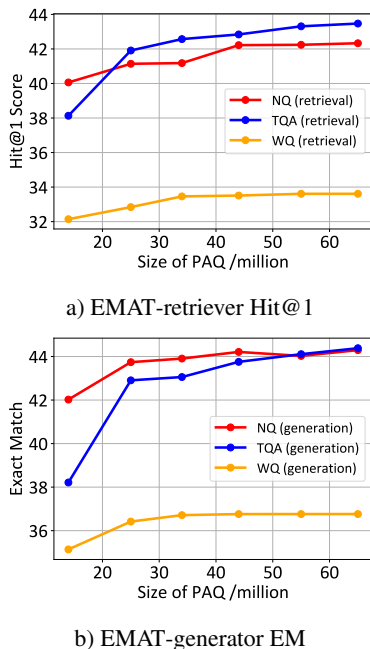 44
42
40
38
36
34
32
Hit@1 Score
NQ (retrieval)
TQA (retrieval)
WQ (retrieval)
20 30 40 50 60
Size of PAQ /million
a) EMAT-retriever Hit@1
44
42
40
38
36
Exact Match
NQ (generation)
TQA (generation)
WQ (generation)
20 30 40 50 60
Size of PAQ /million
b) EMAT-generator EM